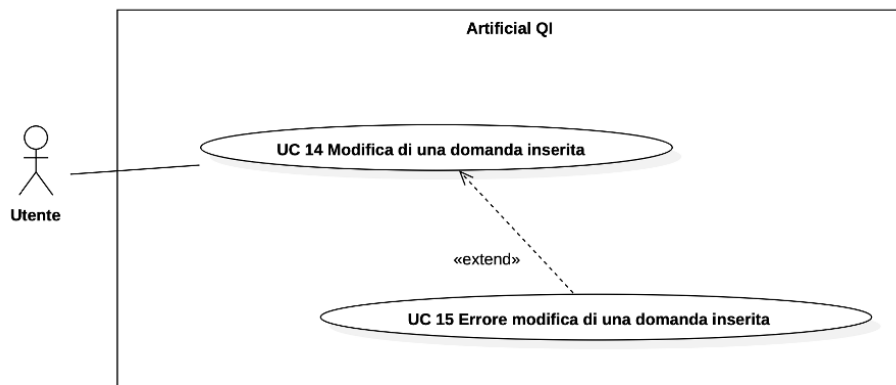 Artificial QI
UC 14 Modifica di una domanda inserita
Utente
«extend»
UC 15 Errore modifica di una domanda inserita